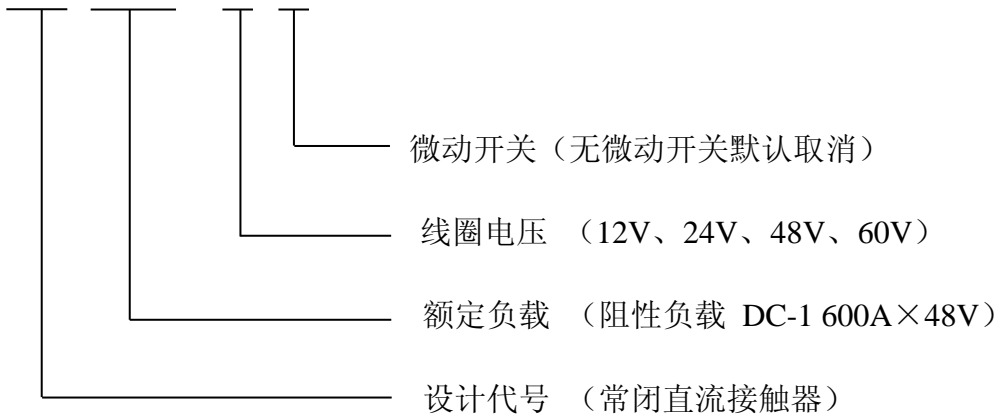 微动开关（无微动开关默认取消）
线圈电压 （12V、24V、48V、60V）
额定负载 （阻性负载 DC-1 600A×48V）
设计代号 （常闭直流接触器）